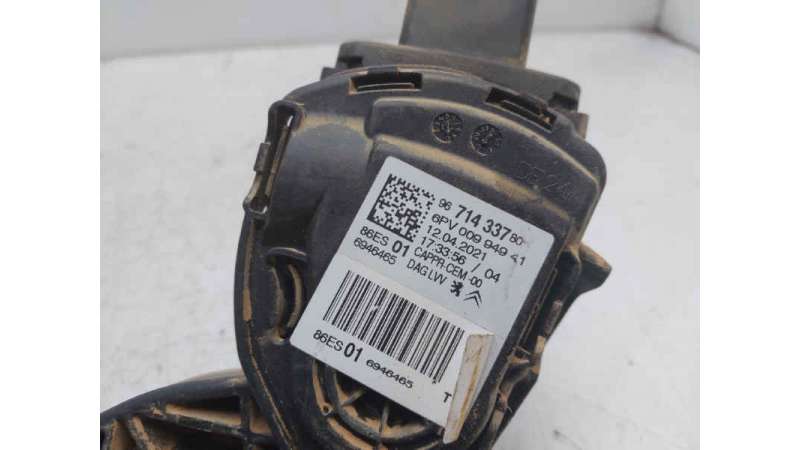 96 714 337 80
6PV 009 949 41
12.04.2021
17:33:56 / 04
86ES 01 CAPPR-CEM -00
6946465 DAG LVV
86ES 01 6946465 T